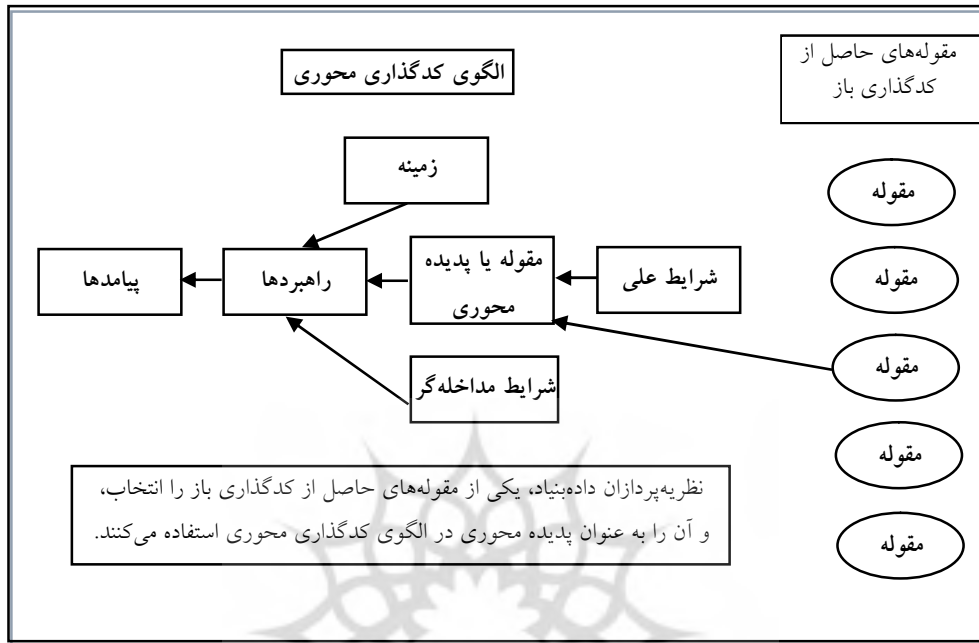 مقوله‌های حاصل از
کدگذاری باز
الگوی کدگذاری محوری
زمینه
مقوله
شرایط علی
مقوله یا پدیده
محوری
راهبردها
پیامدها
مقوله
مقوله
شرایط مداخله‌گر
مقوله
مقوله
نظریه‌پردازان داده‌بنیاد، یکی از مقوله‌های حاصل از کدگذاری باز را انتخاب،
و آن را به عنوان پدیده محوری در الگوی کدگذاری محوری استفاده می‌کنند.